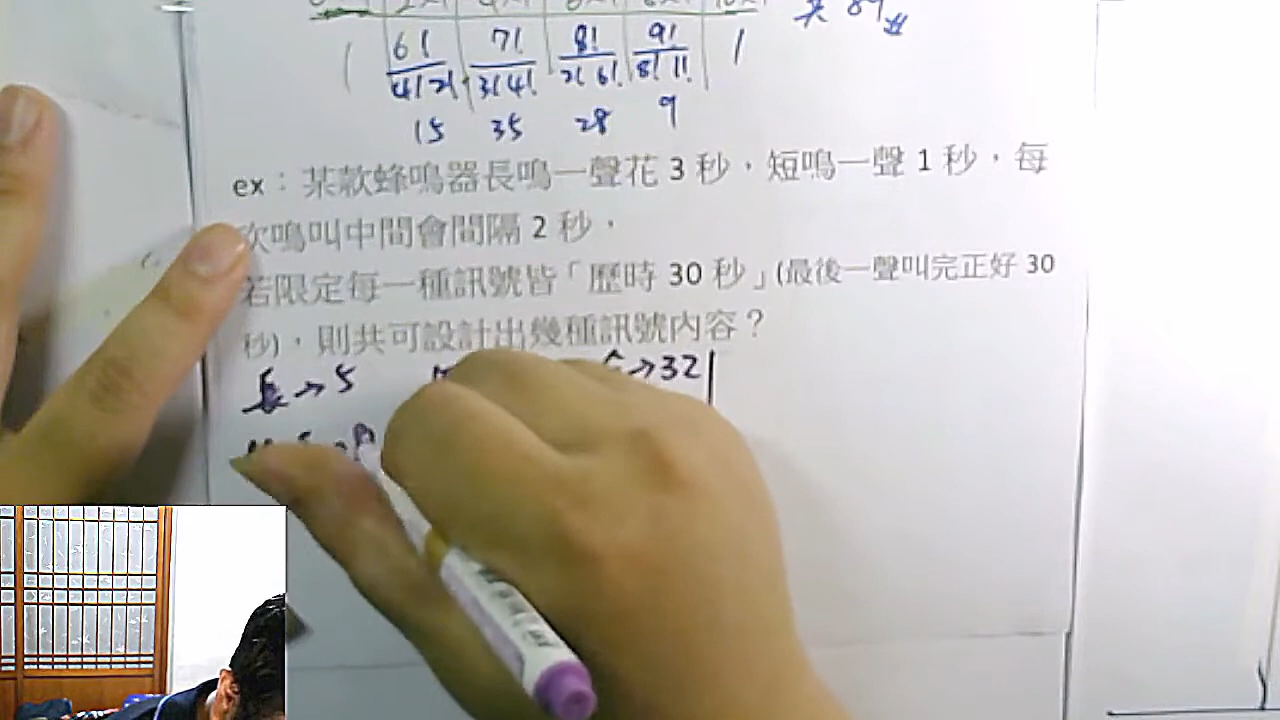 共 89
1 6! 7! 8! 9! 1
4!2! 3!4! 2!6! 8!1!
15 35 28 9
ex：某款蜂鳴器長鳴一聲花 3 秒，短鳴一聲 1 秒，每
次鳴叫中間會間隔 2 秒，
若限定每一種訊號皆「歷時 30 秒」(最後一聲叫完正好 30
秒)，則共可設計出幾種訊號內容？
長→5 →32